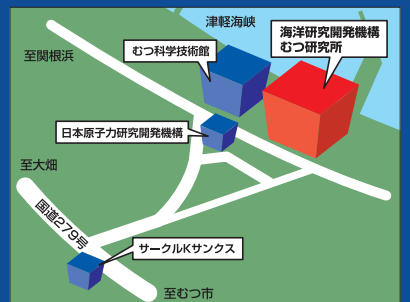 津軽海峡
海洋研究開発機構
むつ研究所
むつ科学技術館
至関根浜
日本原子力研究開発機構
至大畑
国道279号
サークルKサンクス
至むつ市